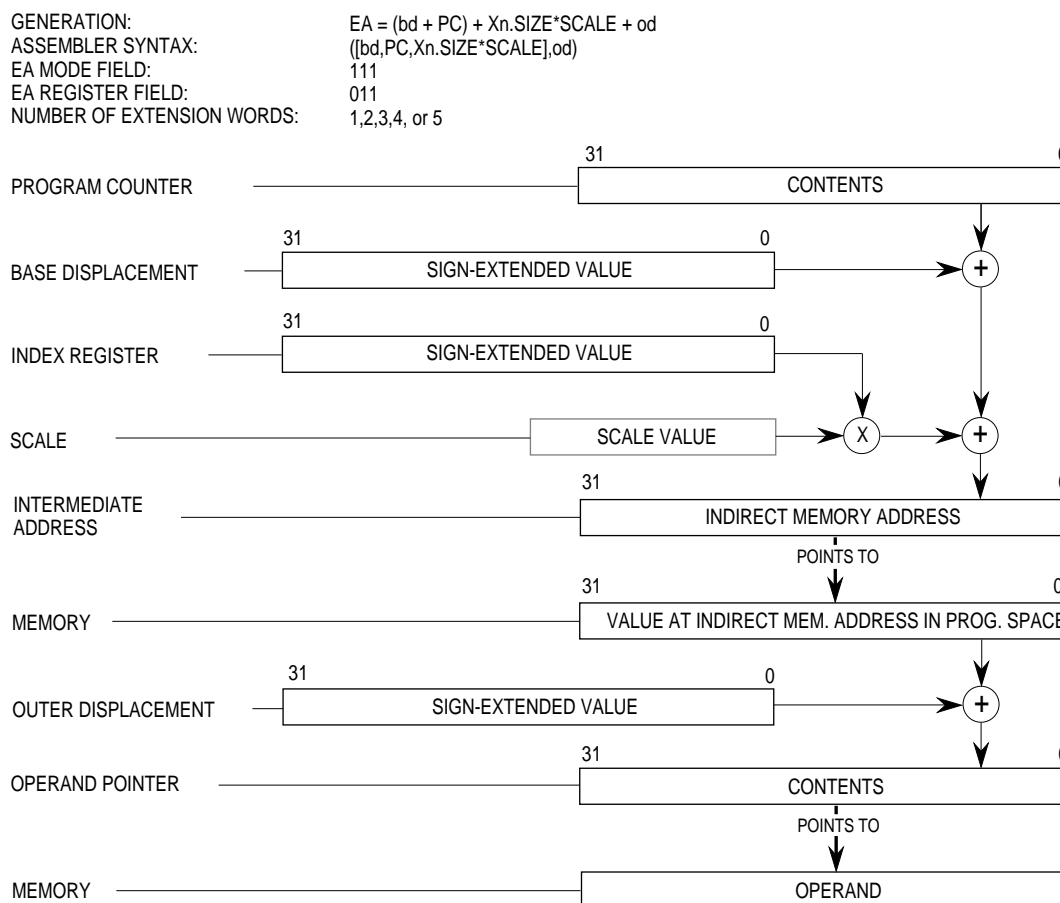 GENERATION: EA = (bd + PC) + Xn.SIZE*SCALE + od
ASSEMBLER SYNTAX: ([bd,PC,Xn.SIZE*SCALE],od)
EA MODE FIELD: 111
EA REGISTER FIELD: 011
NUMBER OF EXTENSION WORDS: 1,2,3,4, or 5
31
PROGRAM COUNTER CONTENTS
+
31 0
BASE DISPLACEMENT SIGN-EXTENDED VALUE
31 0
INDEX REGISTER SIGN-EXTENDED VALUE
SCALE SCALE VALUE X +
31
INTERMEDIATE
ADDRESS
INDIRECT MEMORY ADDRESS
POINTS TO
31 0
MEMORY VALUE AT INDIRECT MEM. ADDRESS IN PROG. SPACE
31 0
OUTER DISPLACEMENT SIGN-EXTENDED VALUE +
31
OPERAND POINTER CONTENTS
POINTS TO
MEMORY OPERAND